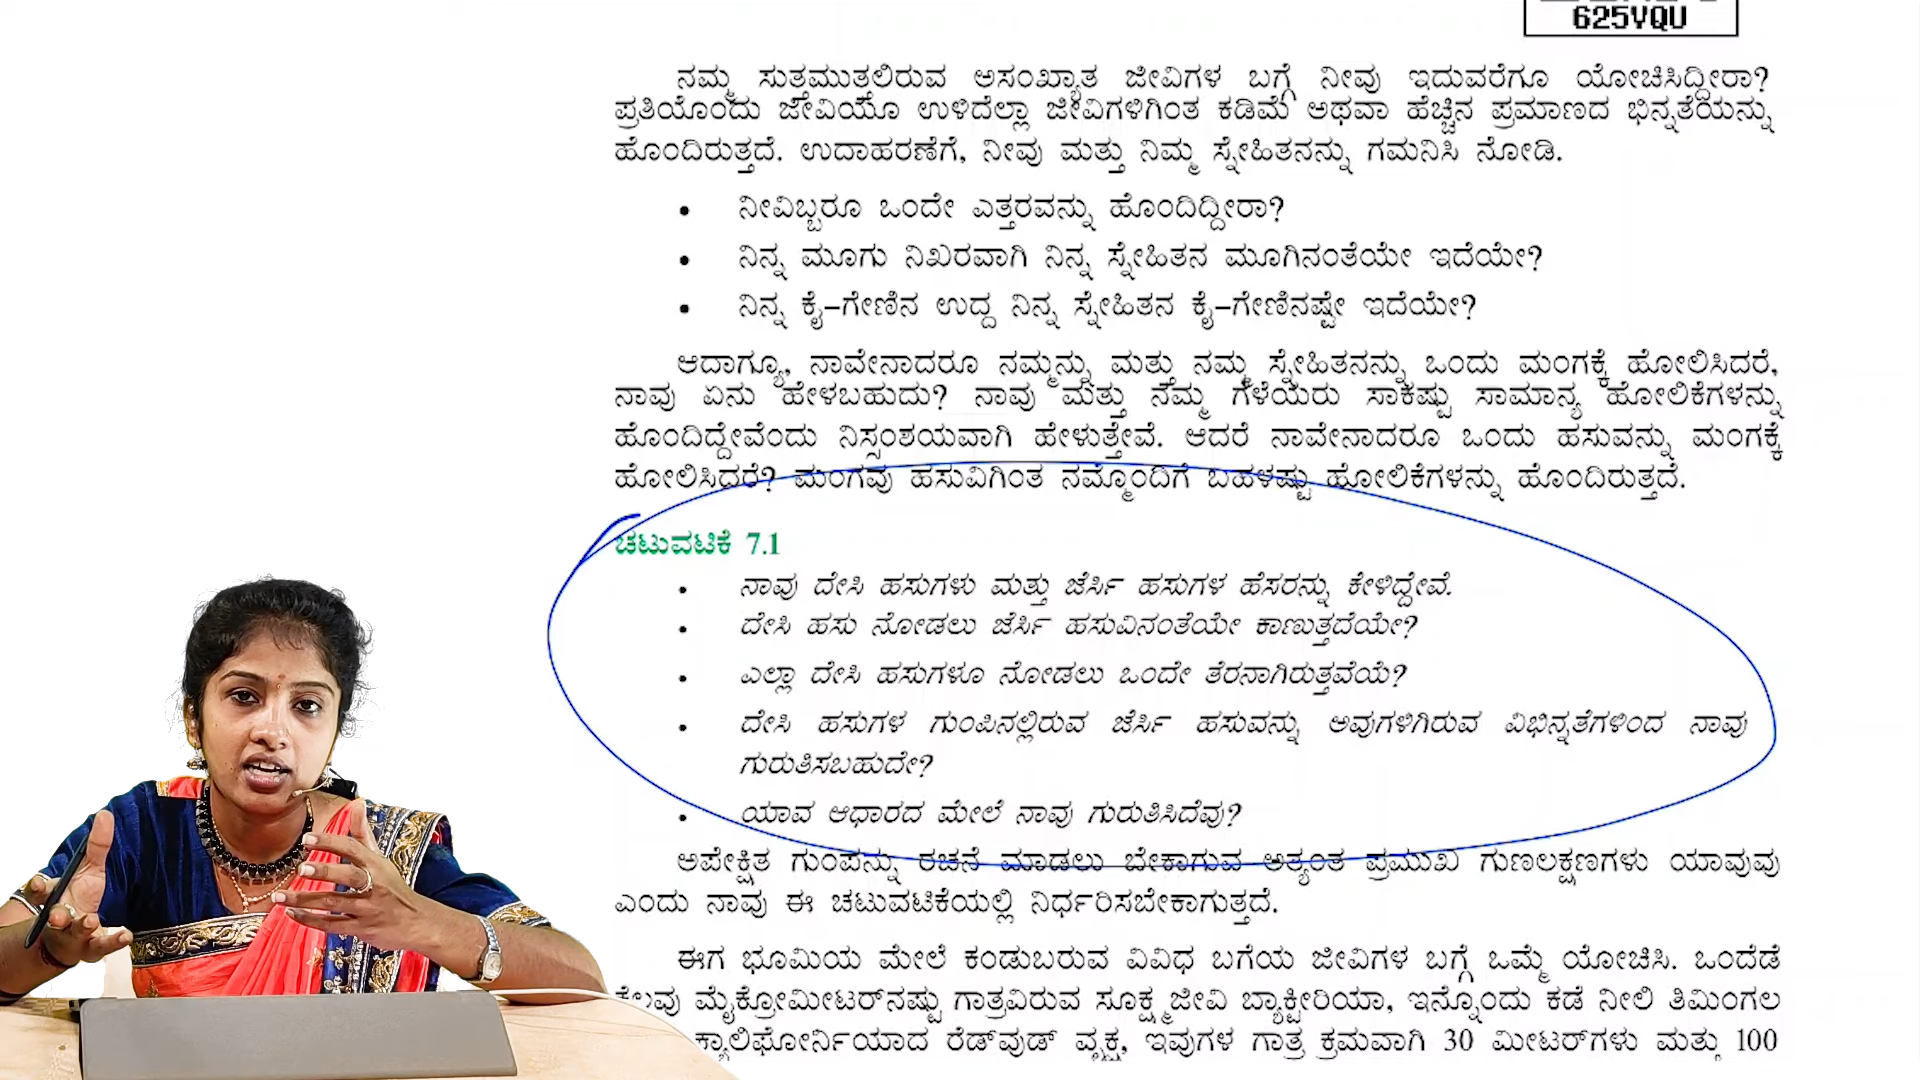 625VQU
ನಮ್ಮ ಸುತ್ತಮುತ್ತಲಿರುವ ಅಸಂಖ್ಯಾತ ಜೀವಿಗಳ ಬಗ್ಗೆ ನೀವು ಇದುವರೆಗೂ ಯೋಚಿಸಿದ್ದೀರಾ?
ಪ್ರತಿಯೊಂದು ಜೀವಿಯೂ ಉಳಿದೆಲ್ಲಾ ಜೀವಿಗಳಿಗಿಂತ ಕಡಿಮೆ ಅಥವಾ ಹೆಚ್ಚಿನ ಪ್ರಮಾಣದ ಭಿನ್ನತೆಯನ್ನು
ಹೊಂದಿರುತ್ತದೆ. ಉದಾಹರಣೆಗೆ, ನೀವು ಮತ್ತು ನಿಮ್ಮ ಸ್ನೇಹಿತನನ್ನು ಗಮನಿಸಿ ನೋಡಿ.
• ನೀವಿಬ್ಬರೂ ಒಂದೇ ಎತ್ತರವನ್ನು ಹೊಂದಿದ್ದೀರಾ?
• ನಿನ್ನ ಮೂಗು ನಿಖರವಾಗಿ ನಿನ್ನ ಸ್ನೇಹಿತನ ಮೂಗಿನಂತೆಯೇ ಇದೆಯೇ?
• ನಿನ್ನ ಕೈ-ಗೇಣಿನ ಉದ್ದ ನಿನ್ನ ಸ್ನೇಹಿತನ ಕೈ-ಗೇಣಿನಷ್ಟೇ ಇದೆಯೇ?
ಆದಾಗ್ಯೂ, ನಾವೇನಾದರೂ ನಮ್ಮನ್ನು ಮತ್ತು ನಮ್ಮ ಸ್ನೇಹಿತನನ್ನು ಒಂದು ಮಂಗಕ್ಕೆ ಹೋಲಿಸಿದರೆ,
ನಾವು ಏನು ಹೇಳಬಹುದು? ನಾವು ಮತ್ತು ನಮ್ಮ ಗೆಳೆಯರು ಸಾಕಷ್ಟು ಸಾಮಾನ್ಯ ಹೋಲಿಕೆಗಳನ್ನು
ಹೊಂದಿದ್ದೇವೆಂದು ನಿಸ್ಸಂಶಯವಾಗಿ ಹೇಳುತ್ತೇವೆ. ಆದರೆ ನಾವೇನಾದರೂ ಒಂದು ಹಸುವನ್ನು ಮಂಗಕ್ಕೆ
ಹೋಲಿಸಿದರೆ? ಮಂಗವು ಹಸುವಿಗಿಂತ ನಮ್ಮೊಂದಿಗೆ ಬಹಳಷ್ಟು ಹೋಲಿಕೆಗಳನ್ನು ಹೊಂದಿರುತ್ತದೆ.
ಚಟುವಟಿಕೆ 7.1
• ನಾವು ದೇಸಿ ಹಸುಗಳು ಮತ್ತು ಜೆರ್ಸಿ ಹಸುಗಳ ಹೆಸರನ್ನು ಕೇಳಿದ್ದೇವೆ.
• ದೇಸಿ ಹಸು ನೋಡಲು ಜೆರ್ಸಿ ಹಸುವಿನಂತೆಯೇ ಕಾಣುತ್ತದೆಯೇ?
• ಎಲ್ಲಾ ದೇಸಿ ಹಸುಗಳೂ ನೋಡಲು ಒಂದೇ ತೆರನಾಗಿರುತ್ತವೆಯೆ?
• ದೇಸಿ ಹಸುಗಳ ಗುಂಪಿನಲ್ಲಿರುವ ಜೆರ್ಸಿ ಹಸುವನ್ನು ಅವುಗಳಿಗಿರುವ ವಿಭಿನ್ನತೆಗಳಿಂದ ನಾವು
ಗುರುತಿಸಬಹುದೇ?
• ಯಾವ ಆಧಾರದ ಮೇಲೆ ನಾವು ಗುರುತಿಸಿದೆವು?
ಅಪೇಕ್ಷಿತ ಗುಂಪನ್ನು ರಚನೆ ಮಾಡಲು ಬೇಕಾಗುವ ಅತ್ಯಂತ ಪ್ರಮುಖ ಗುಣಲಕ್ಷಣಗಳು ಯಾವುವು
ಎಂದು ನಾವು ಈ ಚಟುವಟಿಕೆಯಲ್ಲಿ ನಿರ್ಧರಿಸಬೇಕಾಗುತ್ತದೆ.
ಈಗ ಭೂಮಿಯ ಮೇಲೆ ಕಂಡುಬರುವ ವಿವಿಧ ಬಗೆಯ ಜೀವಿಗಳ ಬಗ್ಗೆ ಒಮ್ಮೆ ಯೋಚಿಸಿ. ಒಂದೆಡೆ
ಕೆಲವು ಮೈಕ್ರೋಮೀಟರ್‌ನಷ್ಟು ಗಾತ್ರವಿರುವ ಸೂಕ್ಷ್ಮಜೀವಿ ಬ್ಯಾಕ್ಟೀರಿಯಾ, ಇನ್ನೊಂದು ಕಡೆ ನೀಲಿ ತಿಮಿಂಗಲ
ಕ್ಯಾಲಿಫೋರ್ನಿಯಾದ ರೆಡ್‌ವುಡ್ ವೃಕ್ಷ, ಇವುಗಳ ಗಾತ್ರ ಕ್ರಮವಾಗಿ 30 ಮೀಟರ್‌ಗಳು ಮತ್ತು 100